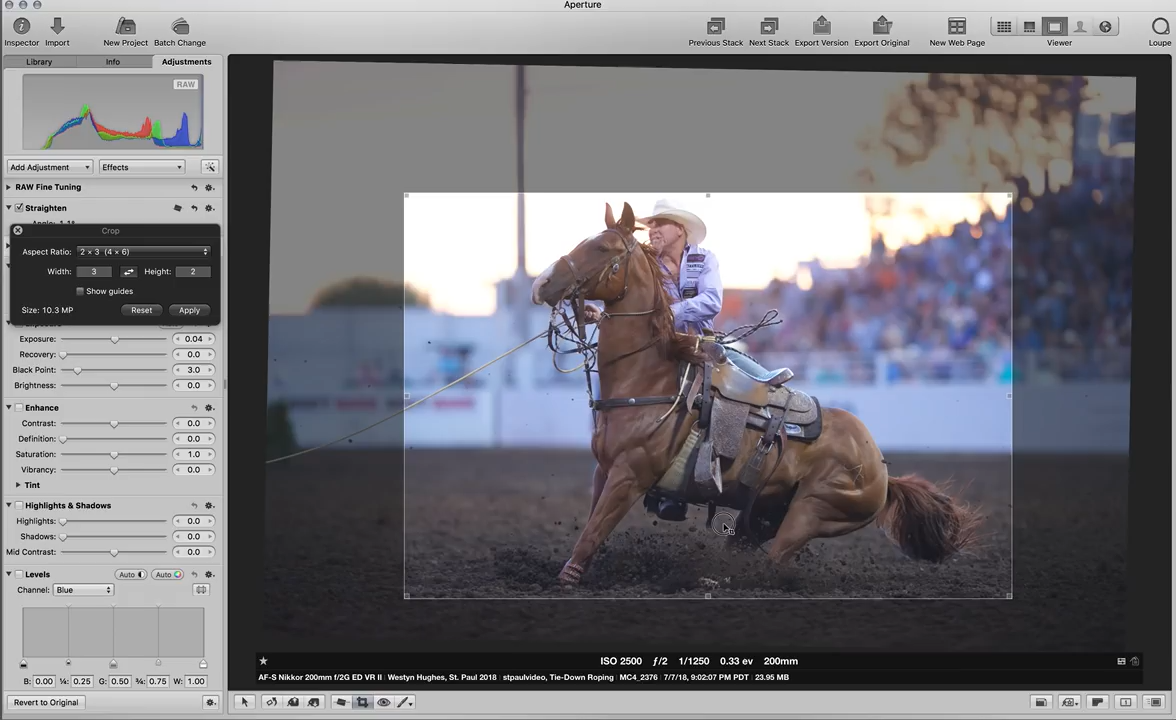 Aperture
Inspector
Import
New Project
Batch Change
Previous Stack
Next Stack
Export Version
Export Original
New Web Page
Viewer
Loupe
Library
Info
Adjustments
RAW
Add Adjustment
Effects
RAW Fine Tuning
Straighten
Crop
Aspect Ratio: 2 × 3 (4 × 6)
Width: 3
Height: 2
Show guides
Size: 10.3 MP
Reset
Apply
Exposure: 0.04
Recovery: 0.0
Black Point: 3.0
Brightness: 0.0
Enhance
Contrast: 0.0
Definition: 0.0
Saturation: 1.0
Vibrancy: 0.0
Tint
Highlights & Shadows
Highlights: 0.0
Shadows: 0.0
Mid Contrast: 0.0
Levels
Auto
Auto
Channel: Blue
B: 0.00 ¼: 0.25 G: 0.50 ¾: 0.75 W: 1.00
Revert to Original
ISO 2500 ƒ/2 1/1250 0.33 ev 200mm
AF-S Nikkor 200mm f/2G ED VR II | Westyn Hughes, St. Paul 2018 | stpaulvideo, Tie-Down Roping | MC4_2376 | 7/7/18, 9:02:07 PM PDT | 23.95 MB